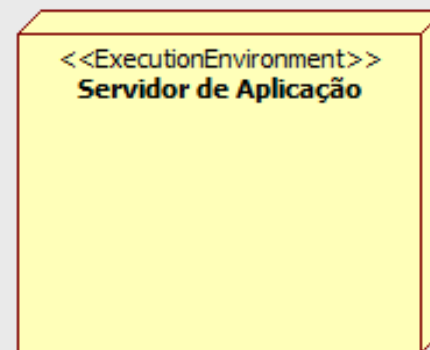 <<ExecutionEnvironment>>
Servidor de Aplicação